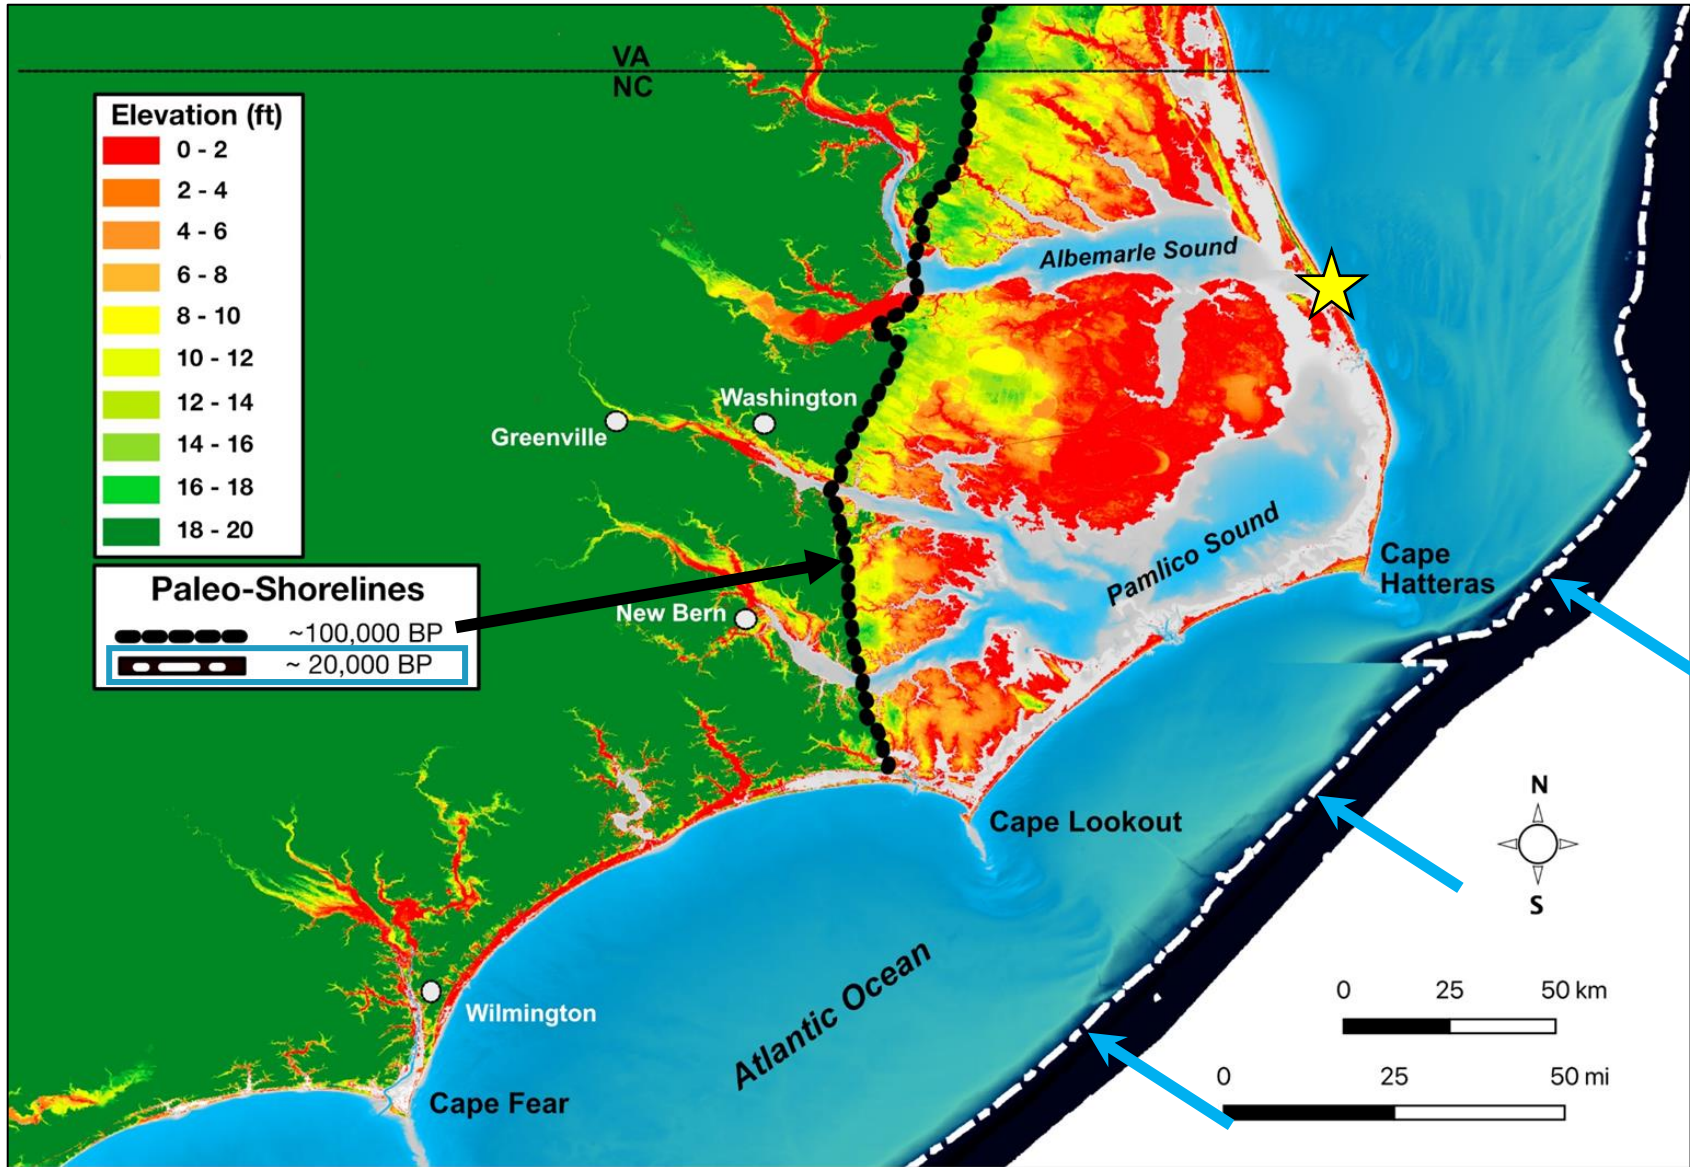 VA
NC
Elevation (ft)
0 - 2
2 - 4
4 - 6
6 - 8
8 - 10
10 - 12
12 - 14
14 - 16
16 - 18
18 - 20
Albemarle Sound
Washington
Greenville
Pamlico Sound
Cape
Hatteras
Paleo-Shorelines
~100,000 BP
~ 20,000 BP
New Bern
Cape Lookout
N
S
Atlantic Ocean
Wilmington
0 25 50 km
0 25 50 mi
Cape Fear